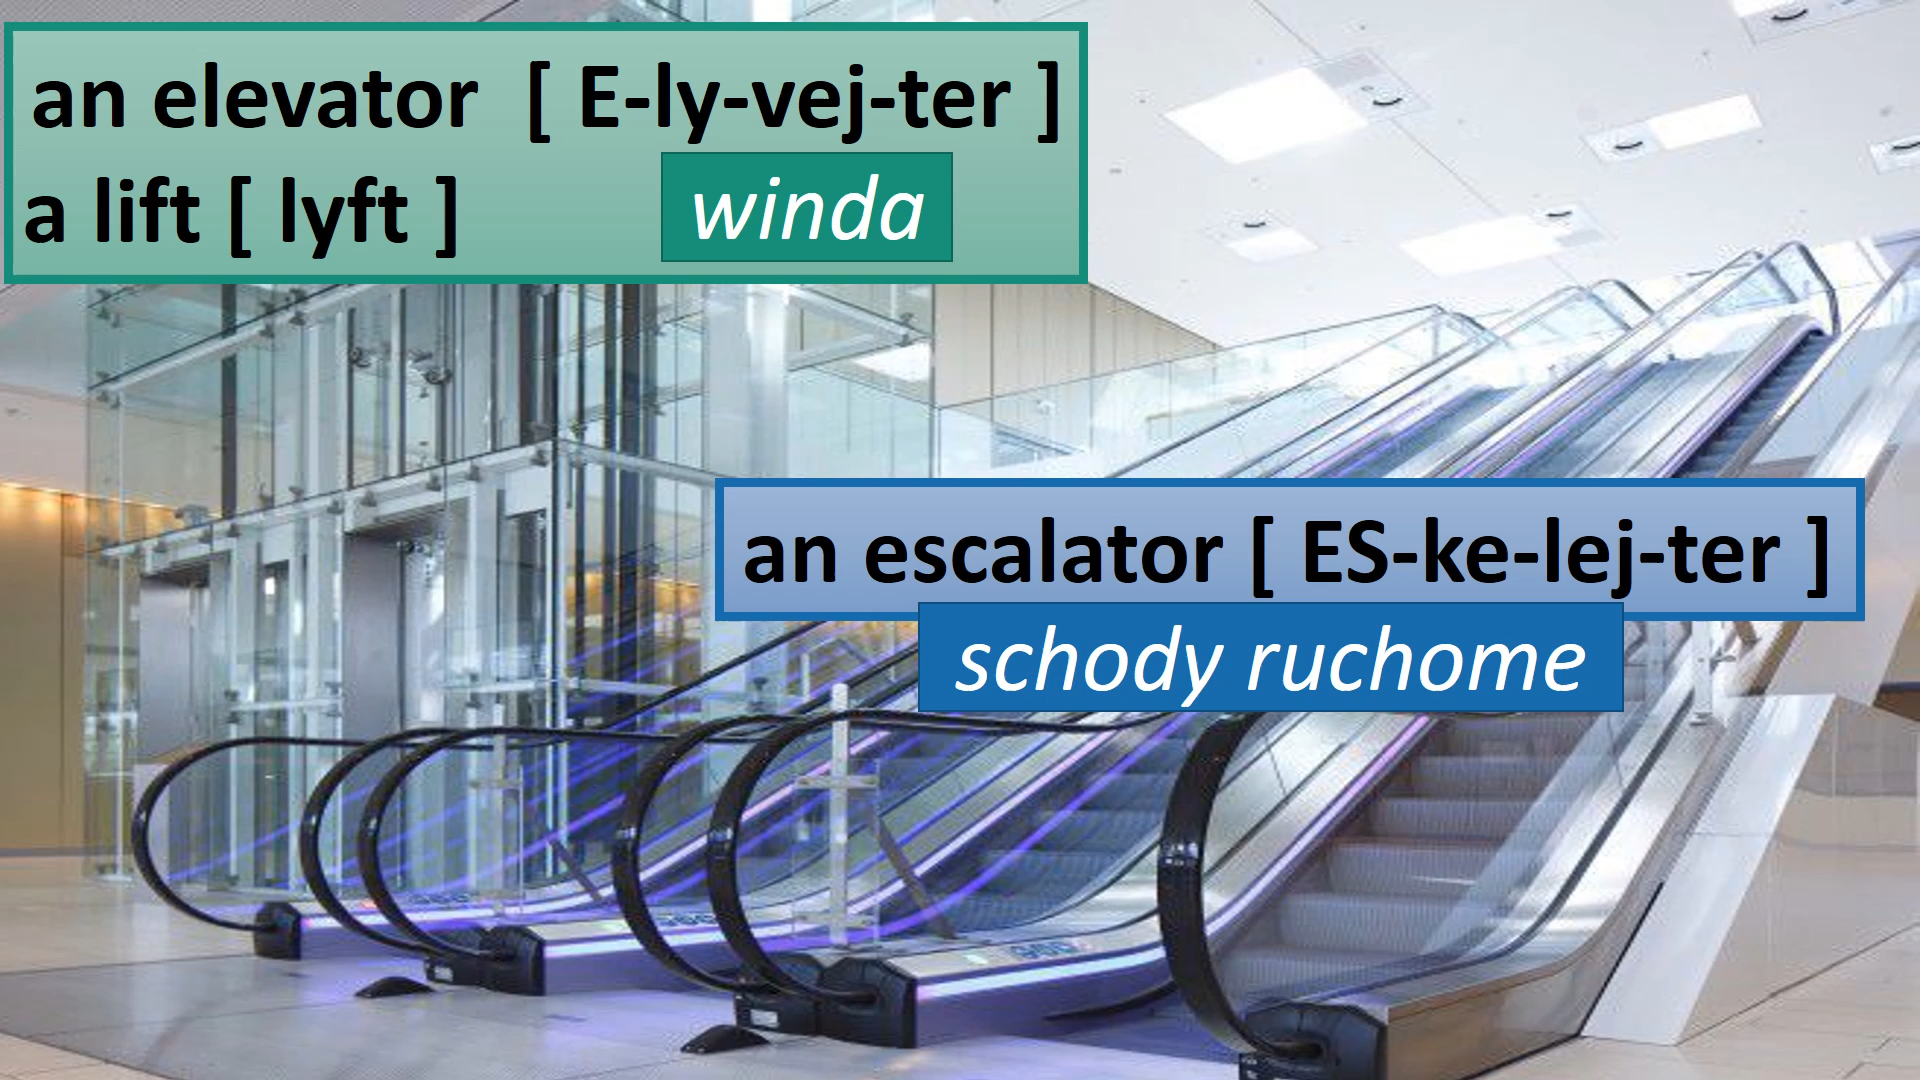 an elevator [ E-ly-vej-ter ]
a lift [ lyft ]
winda
an escalator [ ES-ke-lej-ter ]
schody ruchome